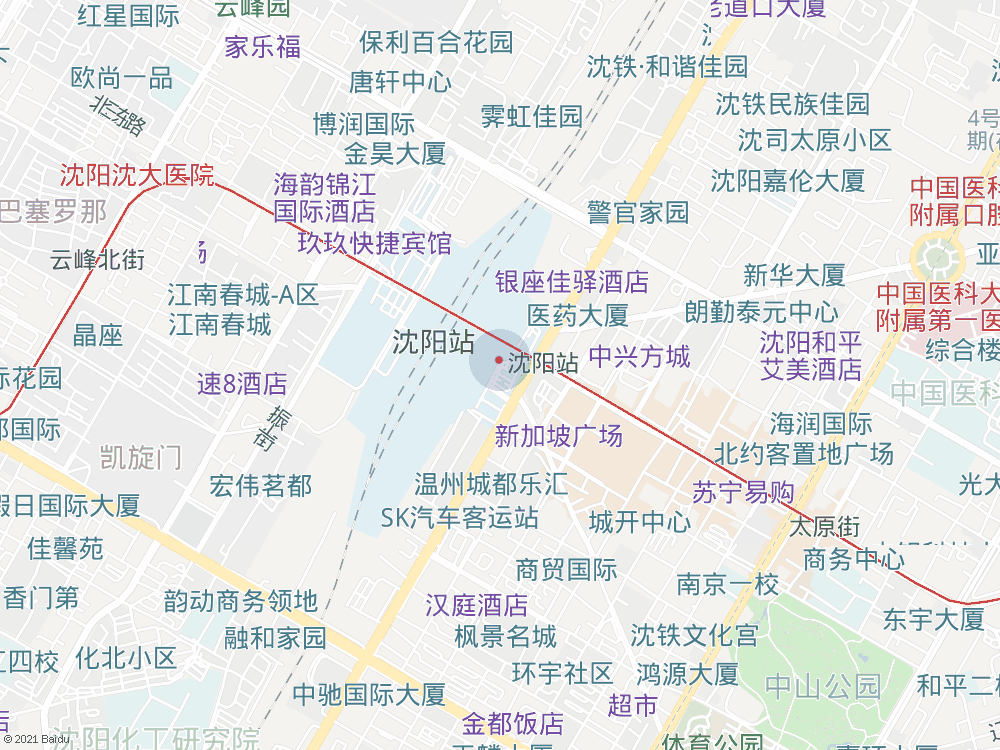 红星国际
云峰园
道口大厦
家乐福
保利百合花园
沈铁·和谐佳园
欧尚一品
唐轩中心
沈铁民族佳园
北三东路
博润国际
霁虹佳园
4号
期
金昊大厦
沈司太原小区
沈阳沈大医院
海韵锦江
国际酒店
沈阳嘉伦大厦
中国医科
附属口腔
巴塞罗那
警官家园
玖玖快捷宾馆
云峰北街
银座佳驿酒店
新华大厦
亚
江南春城-A区
江南春城
医药大厦
朗勤泰元中心
中国医科大
附属第一医
晶座
沈阳站
沈阳站
中兴方城
沈阳和平
艾美酒店
综合楼
花园
速8酒店
中国医科
振
街
国际
新加坡广场
海润国际
凯旋门
北约客置地广场
宏伟茗都
温州城都乐汇
苏宁易购
光大
假日国际大厦
SK汽车客运站
城开中心
太原街
佳馨苑
商务中心
商贸国际
南京一校
香门第
韵动商务领地
汉庭酒店
东宇大厦
融和家园
枫景名城
沈铁文化宫
四校
化北小区
环宇社区
鸿源大厦
中山公园
和平二校
中驰国际大厦
超市
店
金都饭店
沈阳化工研究院
体育公园
© 2021 Baidu